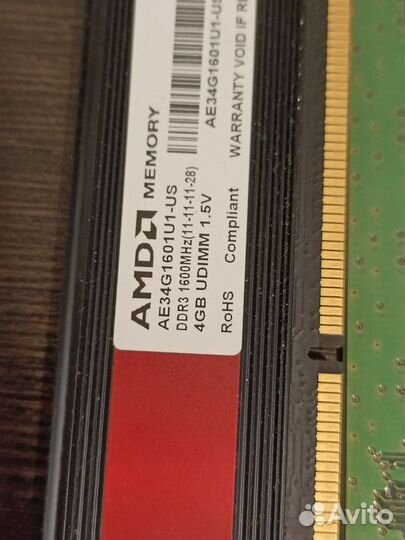 AMD MEMORY
AE34G1601U1-US
DDR3 1600MHz(11-11-11-28)
4GB UDIMM 1.5V
RoHS Compliant
AE34G1601U1-US
WARRANTY VOID IF RE
Avito